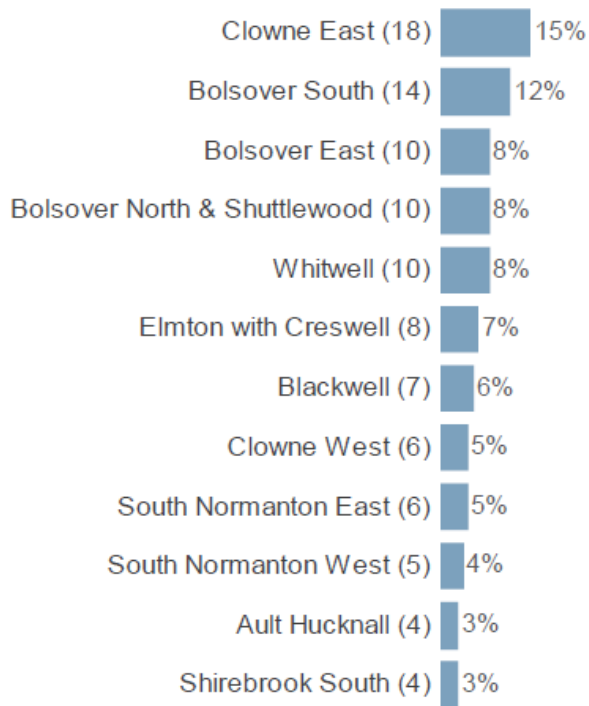 Clowne East (18) 15%
Bolsover South (14) 12%
Bolsover East (10) 8%
Bolsover North & Shuttlewood (10) 8%
Whitwell (10) 8%
Elmton with Creswell (8) 7%
Blackwell (7) 6%
Clowne West (6) 5%
South Normanton East (6) 5%
South Normanton West (5) 4%
Ault Hucknall (4) 3%
Shirebrook South (4) 3%